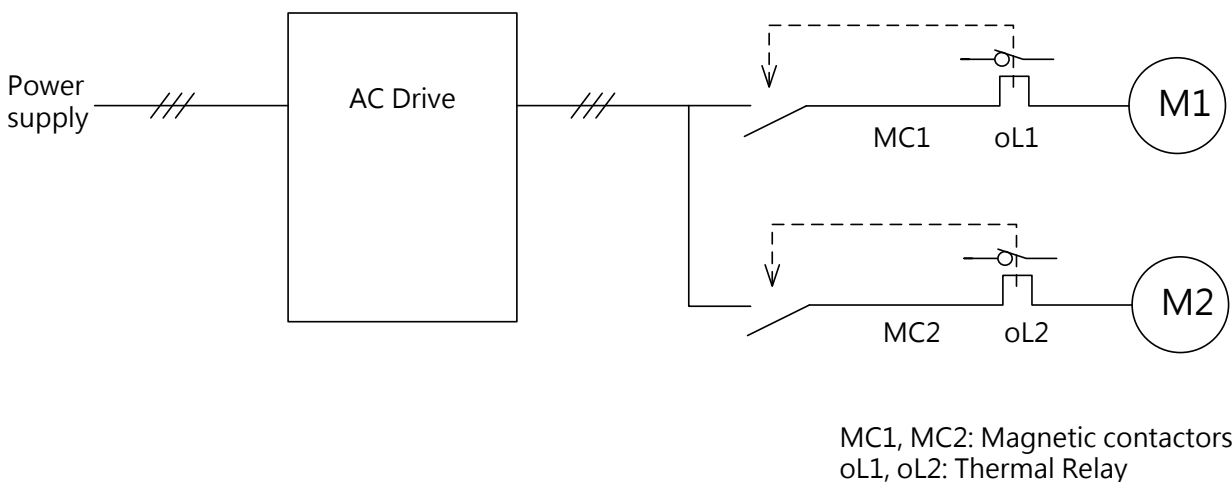 Power
supply
AC Drive
MC1
oL1
M1
MC2
oL2
M2
MC1, MC2: Magnetic contactors
oL1, oL2: Thermal Relay